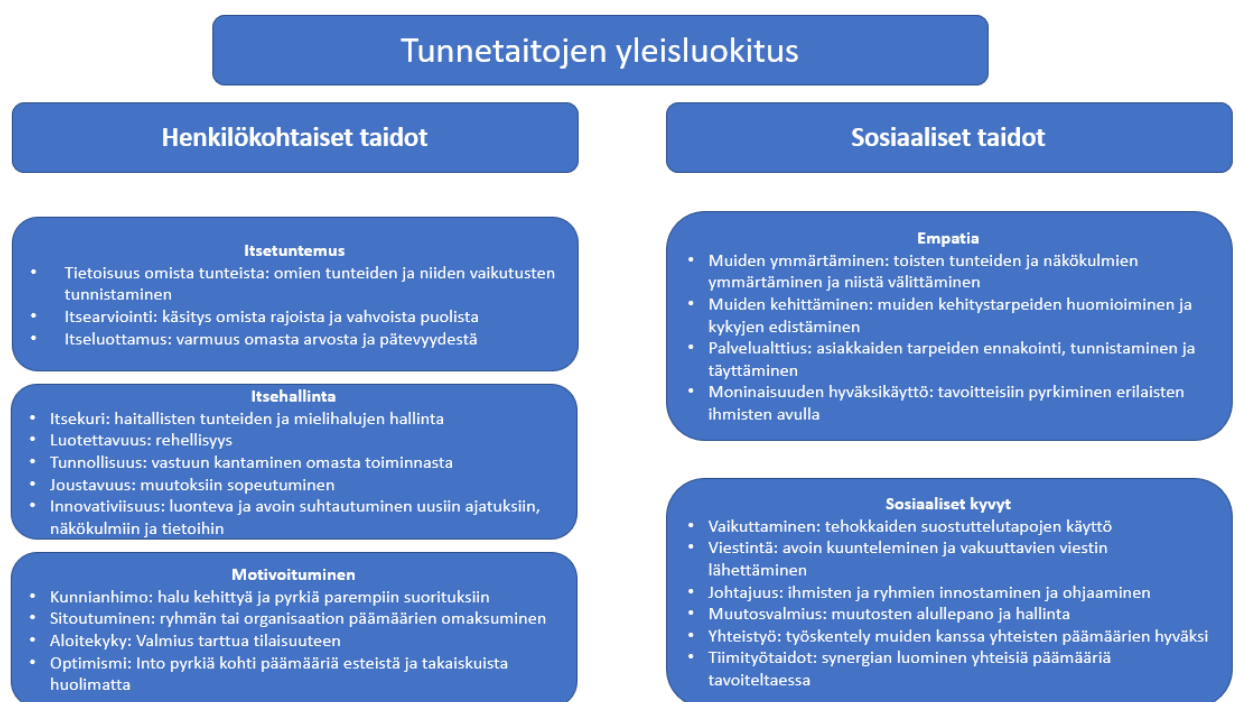 Tunnetaitojen yleisluokitus
Henkilökohtaiset taidot
Itsetuntemus
• Tietoisuus omista tunteista: omien tunteiden ja niiden vaikutusten
tunnistaminen
• Itsearviointi: käsitys omista rajoista ja vahvoista puolista
• Itseluottamus: varmuus omasta arvosta ja pätevyydestä
Itsehallinta
• Itsekuri: haitallisten tunteiden ja mielihalujen hallinta
• Luotettavuus: rehellisyys
• Tunnollisuus: vastuun kantaminen omasta toiminnasta
• Joustavuus: muutoksiin sopeutuminen
• Innovatiivisuus: luonteva ja avoin suhtautuminen uusiin ajatuksiin,
näkökulmiin ja tietoihin
Motivoituminen
• Kunnianhimo: halu kehittyä ja pyrkiä parempiin suorituksiin
• Sitoutuminen: ryhmän tai organisaation päämäärien omaksuminen
• Aloitekyky: Valmius tarttua tilaisuuteen
• Optimismi: Into pyrkiä kohti päämääriä esteistä ja takaiskuista
huolimatta
Sosiaaliset taidot
Empatia
• Muiden ymmärtäminen: toisten tunteiden ja näkökulmien
ymmärtäminen ja niistä välittäminen
• Muiden kehittäminen: muiden kehitystarpeiden huomioiminen ja
kykyjen edistäminen
• Palvelualttius: asiakkaiden tarpeiden ennakointi, tunnistaminen ja
täyttäminen
• Moninaisuuden hyväksikäyttö: tavoitteisiin pyrkiminen erilaisten
ihmisten avulla
Sosiaaliset kyvyt
• Vaikuttaminen: tehokkaiden suostuttelutapojen käyttö
• Viestintä: avoin kuunteleminen ja vakuuttavien viestin
lähettäminen
• Johtajuus: ihmisten ja ryhmien innostaminen ja ohjaaminen
• Muutosvalmius: muutosten alullepano ja hallinta
• Yhteistyö: työskentely muiden kanssa yhteisten päämäärien hyväksi
• Tiimityötaidot: synergian luominen yhteisiä päämääriä
tavoiteltaessa